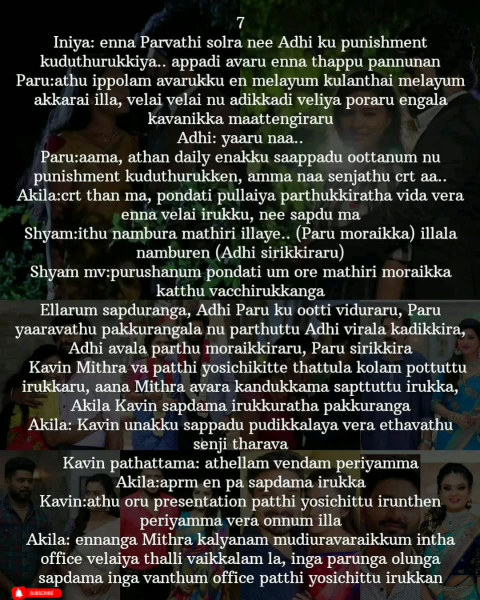 7
Iniya: enna Parvathi solra nee Adhi ku punishment
kuduthurukkiya.. appadi avaru enna thappu pannunan
Paru:athu ippolam avarukku en melayum kulanthai melayum
akkarai illa, velai velai nu adikkadi veliya poraru engala
kavanikka maattengiraru
Adhi: yaaru naa..
Paru:aama, athan daily enakku saappadu oottanum nu
punishment kuduthurukken, amma naa senjathu crt aa..
Akila:crt than ma, pondati pullaiya parthukkiratha vida vera
enna velai irukku, nee sapdu ma
Shyam:ithu nambura mathiri illaye.. (Paru moraikka) illala
namburen (Adhi sirikkiraru)
Shyam mv:purushanum pondati um ore mathiri moraikka
katthu vacchirukkanga
Ellarum sapduranga, Adhi Paru ku ootti viduraru, Paru
yaaravathu pakkurangala nu parthuttu Adhi virala kadikkira,
Adhi avala parthu moraikkiraru, Paru sirikkira
Kavin Mithra va patthi yosichikitte thattula kolam pottuttu
irukkaru, aana Mithra avara kandukkama sapttuttu irukka,
Akila Kavin sapdama irukkuratha pakkuranga
Akila: Kavin unakku sappadu pudikkalaya vera ethavathu
senji tharava
Kavin pathattama: athellam vendam periyamma
Akila:aprm en pa sapdama irukka
Kavin:athu oru presentation patthi yosichittu irunthen
periyamma vera onnum illa
Akila: ennanga Mithra kalyanam mudiuravaraikkum intha
office velaiya thalli vaikkalam la, inga parunga olunga
sapdama inga vanthum office patthi yosichittu irukkan